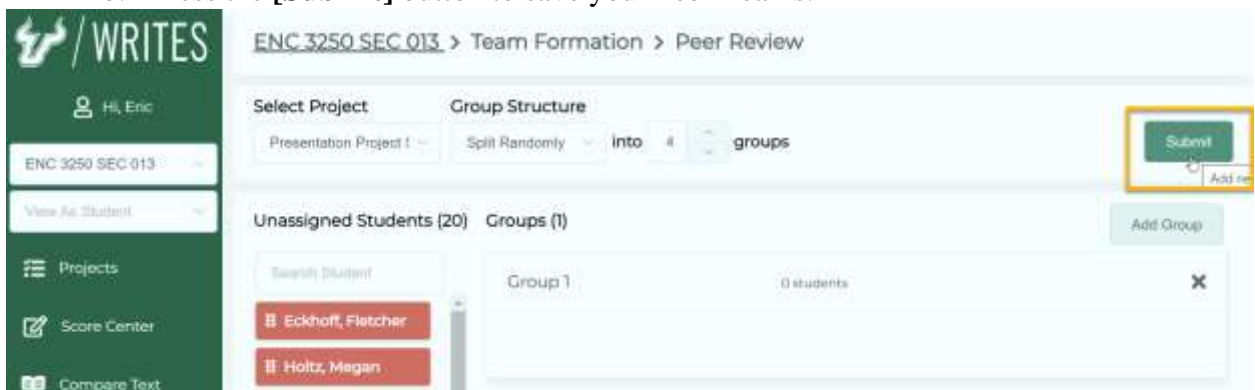 / WRITES
ENC 3250 SEC 013 > Team Formation > Peer Review
Hi, Eric
Select Project
Group Structure
Presentation Project
Split Randomly
into
4
groups
Submit
Add
ENC 3250 SEC 013
View As Student
Unassigned Students (20)
Groups (1)
Add Group
Projects
Search Student
Group 1
0 students
Score Center
Eckhoff, Fletcher
Holtz, Megan
Compare Text